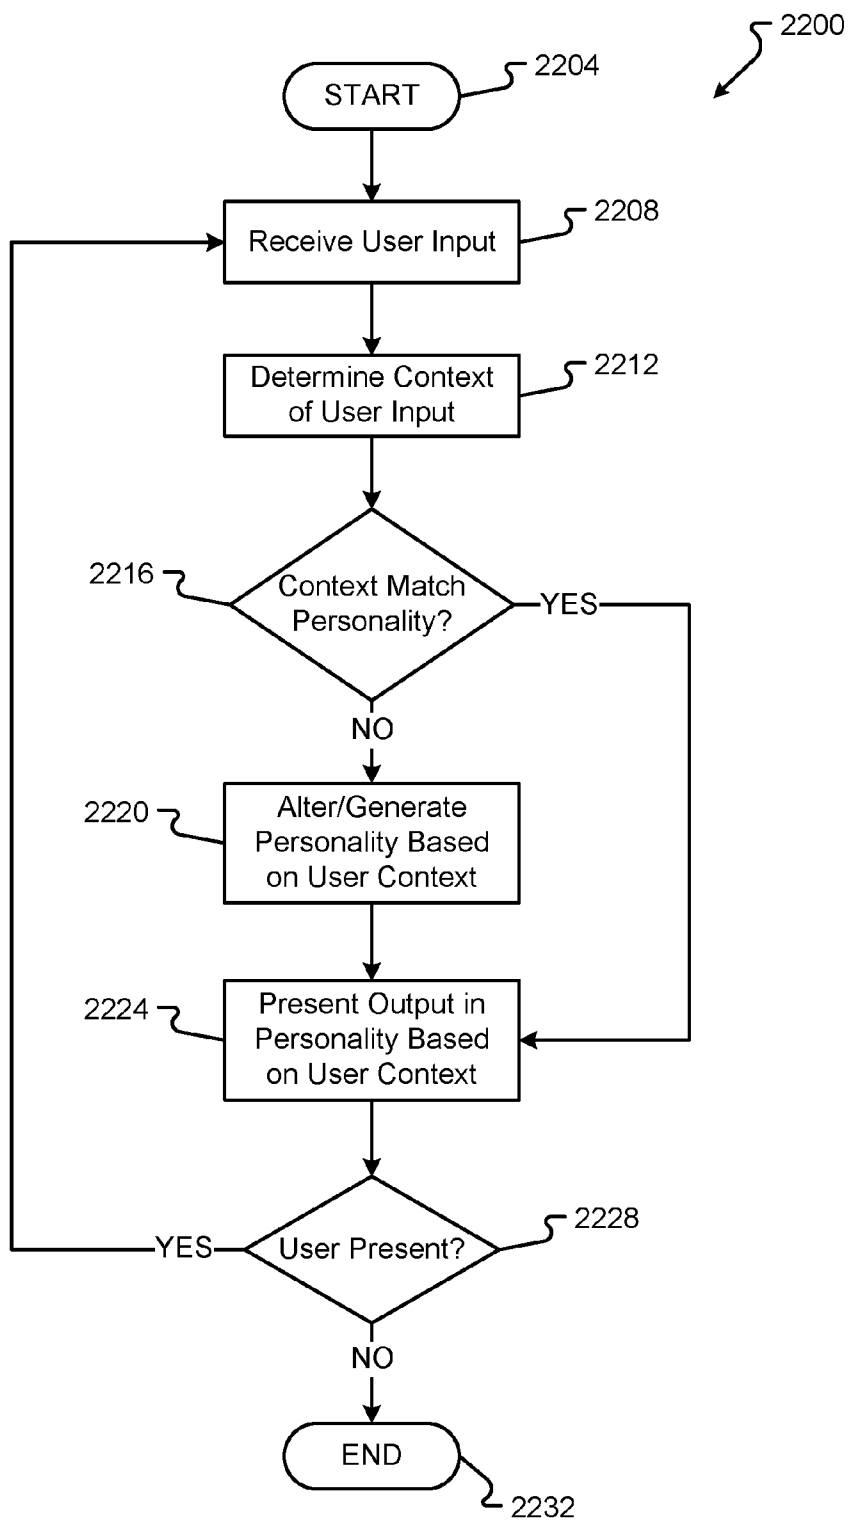 2200
START
2204
Receive User Input
2208
Determine Context
of User Input
2212
2216
Context Match
Personality?
YES
NO
2220
Alter/Generate
Personality Based
on User Context
2224
Present Output in
Personality Based
on User Context
YES
User Present?
2228
NO
END
2232